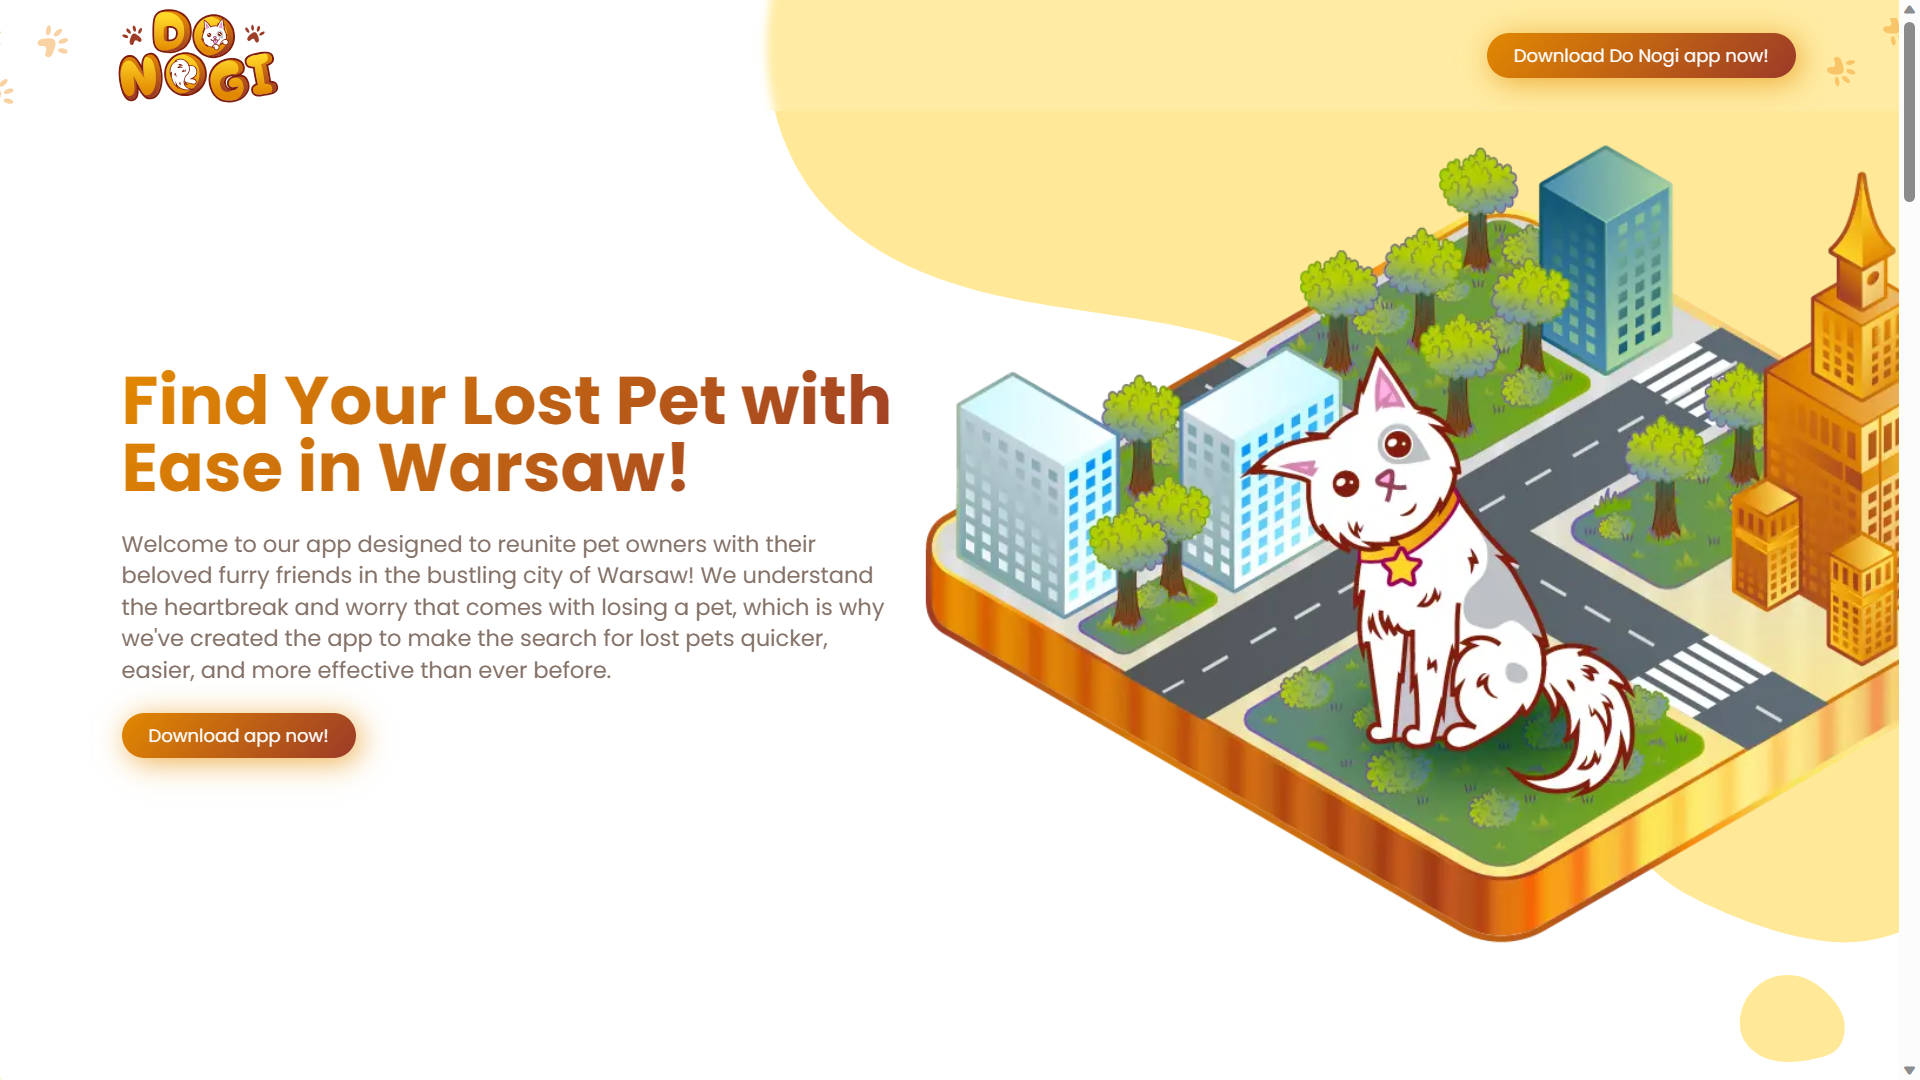 DO
NOGI
Download Do Nogi app now!
Find Your Lost Pet with
Ease in Warsaw!
Welcome to our app designed to reunite pet owners with their
beloved furry friends in the bustling city of Warsaw! We understand
the heartbreak and worry that comes with losing a pet, which is why
we've created the app to make the search for lost pets quicker,
easier, and more effective than ever before.
Download app now!